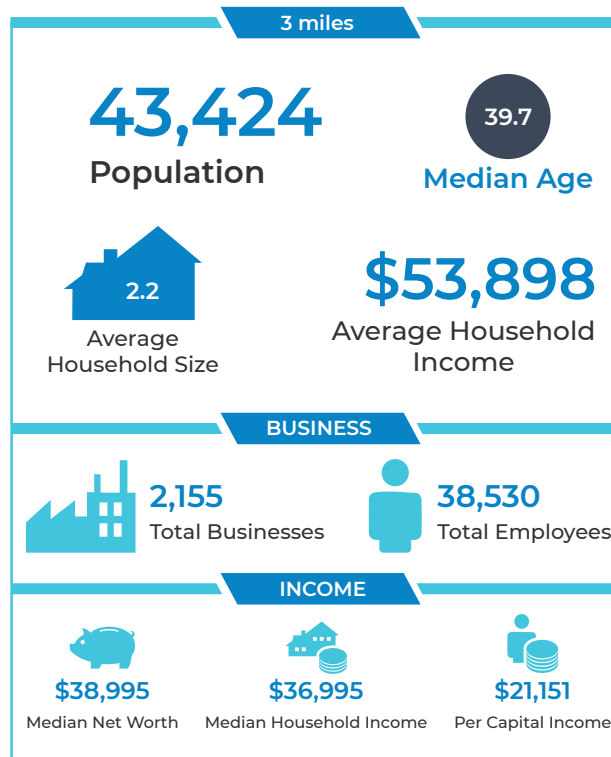 3 miles
43,424
Population
39.7
Median Age
2.2
Average
Household Size
$53,898
Average Household
Income
BUSINESS
2,155
Total Businesses
38,530
Total Employees
INCOME
$38,995
Median Net Worth
$36,995
Median Household Income
$21,151
Per Capital Income